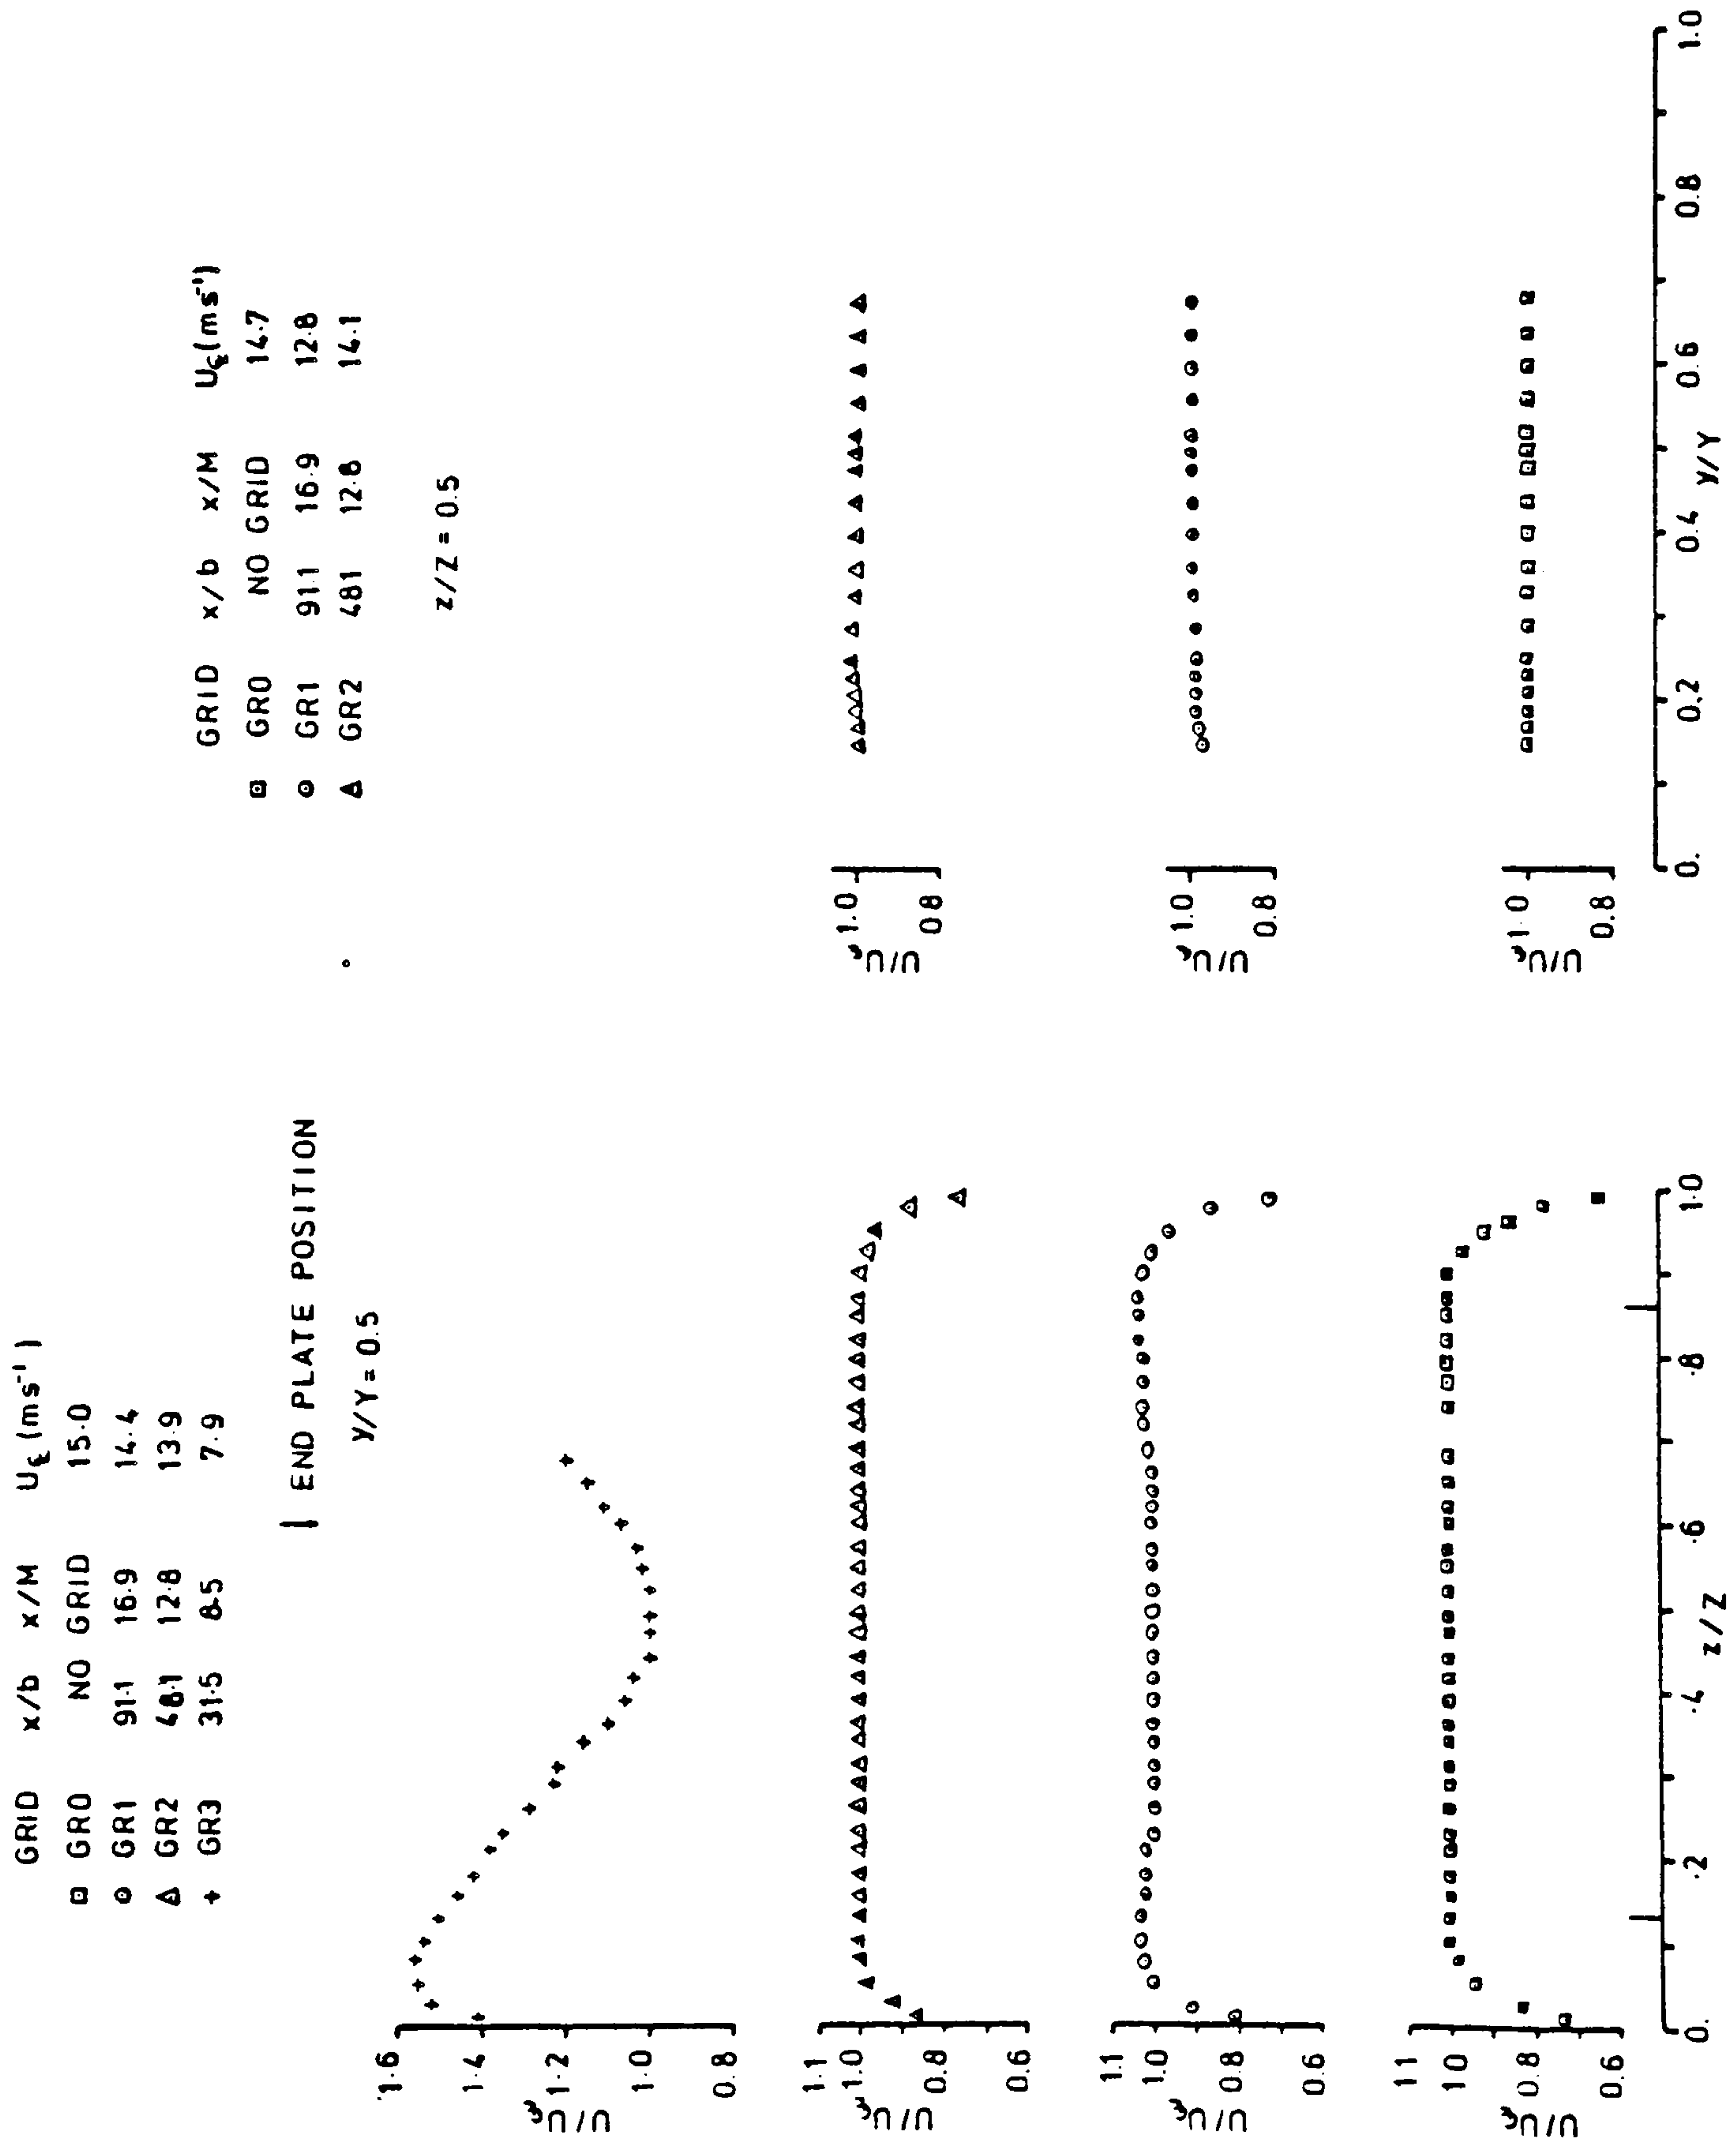 GRID x/b x/M U℄ (ms⁻¹)
GR0 NO GRID 15·0
GR1 91·1 16·9 14·4
GR2 48·1 12·8 13·9
GR3 31·5 8·5 7·9
END PLATE POSITION
y/Y = 0.5
1·6
1·4
1·2
1·0
0.8
U/U℄
1.1
1.0
0.8
0.6
U/U℄
1.1
1.0
0.8
0.6
U/U℄
1.1
1.0
0.8
0.6
U/U℄
0. ·2 ·4 ·6 ·8 1·0
z/Z
GRID x/b x/M U℄(ms⁻¹)
GR0 NO GRID 14·7
GR1 91·1 16·9 12·8
GR2 48·1 12·8 14·1
z/Z = 0.5
1.0
0.8
U/U℄
1.0
0.8
U/U℄
1.0
0.8
U/U℄
0. 0.2 0.4 0.6 0.8 1.0
y/Y